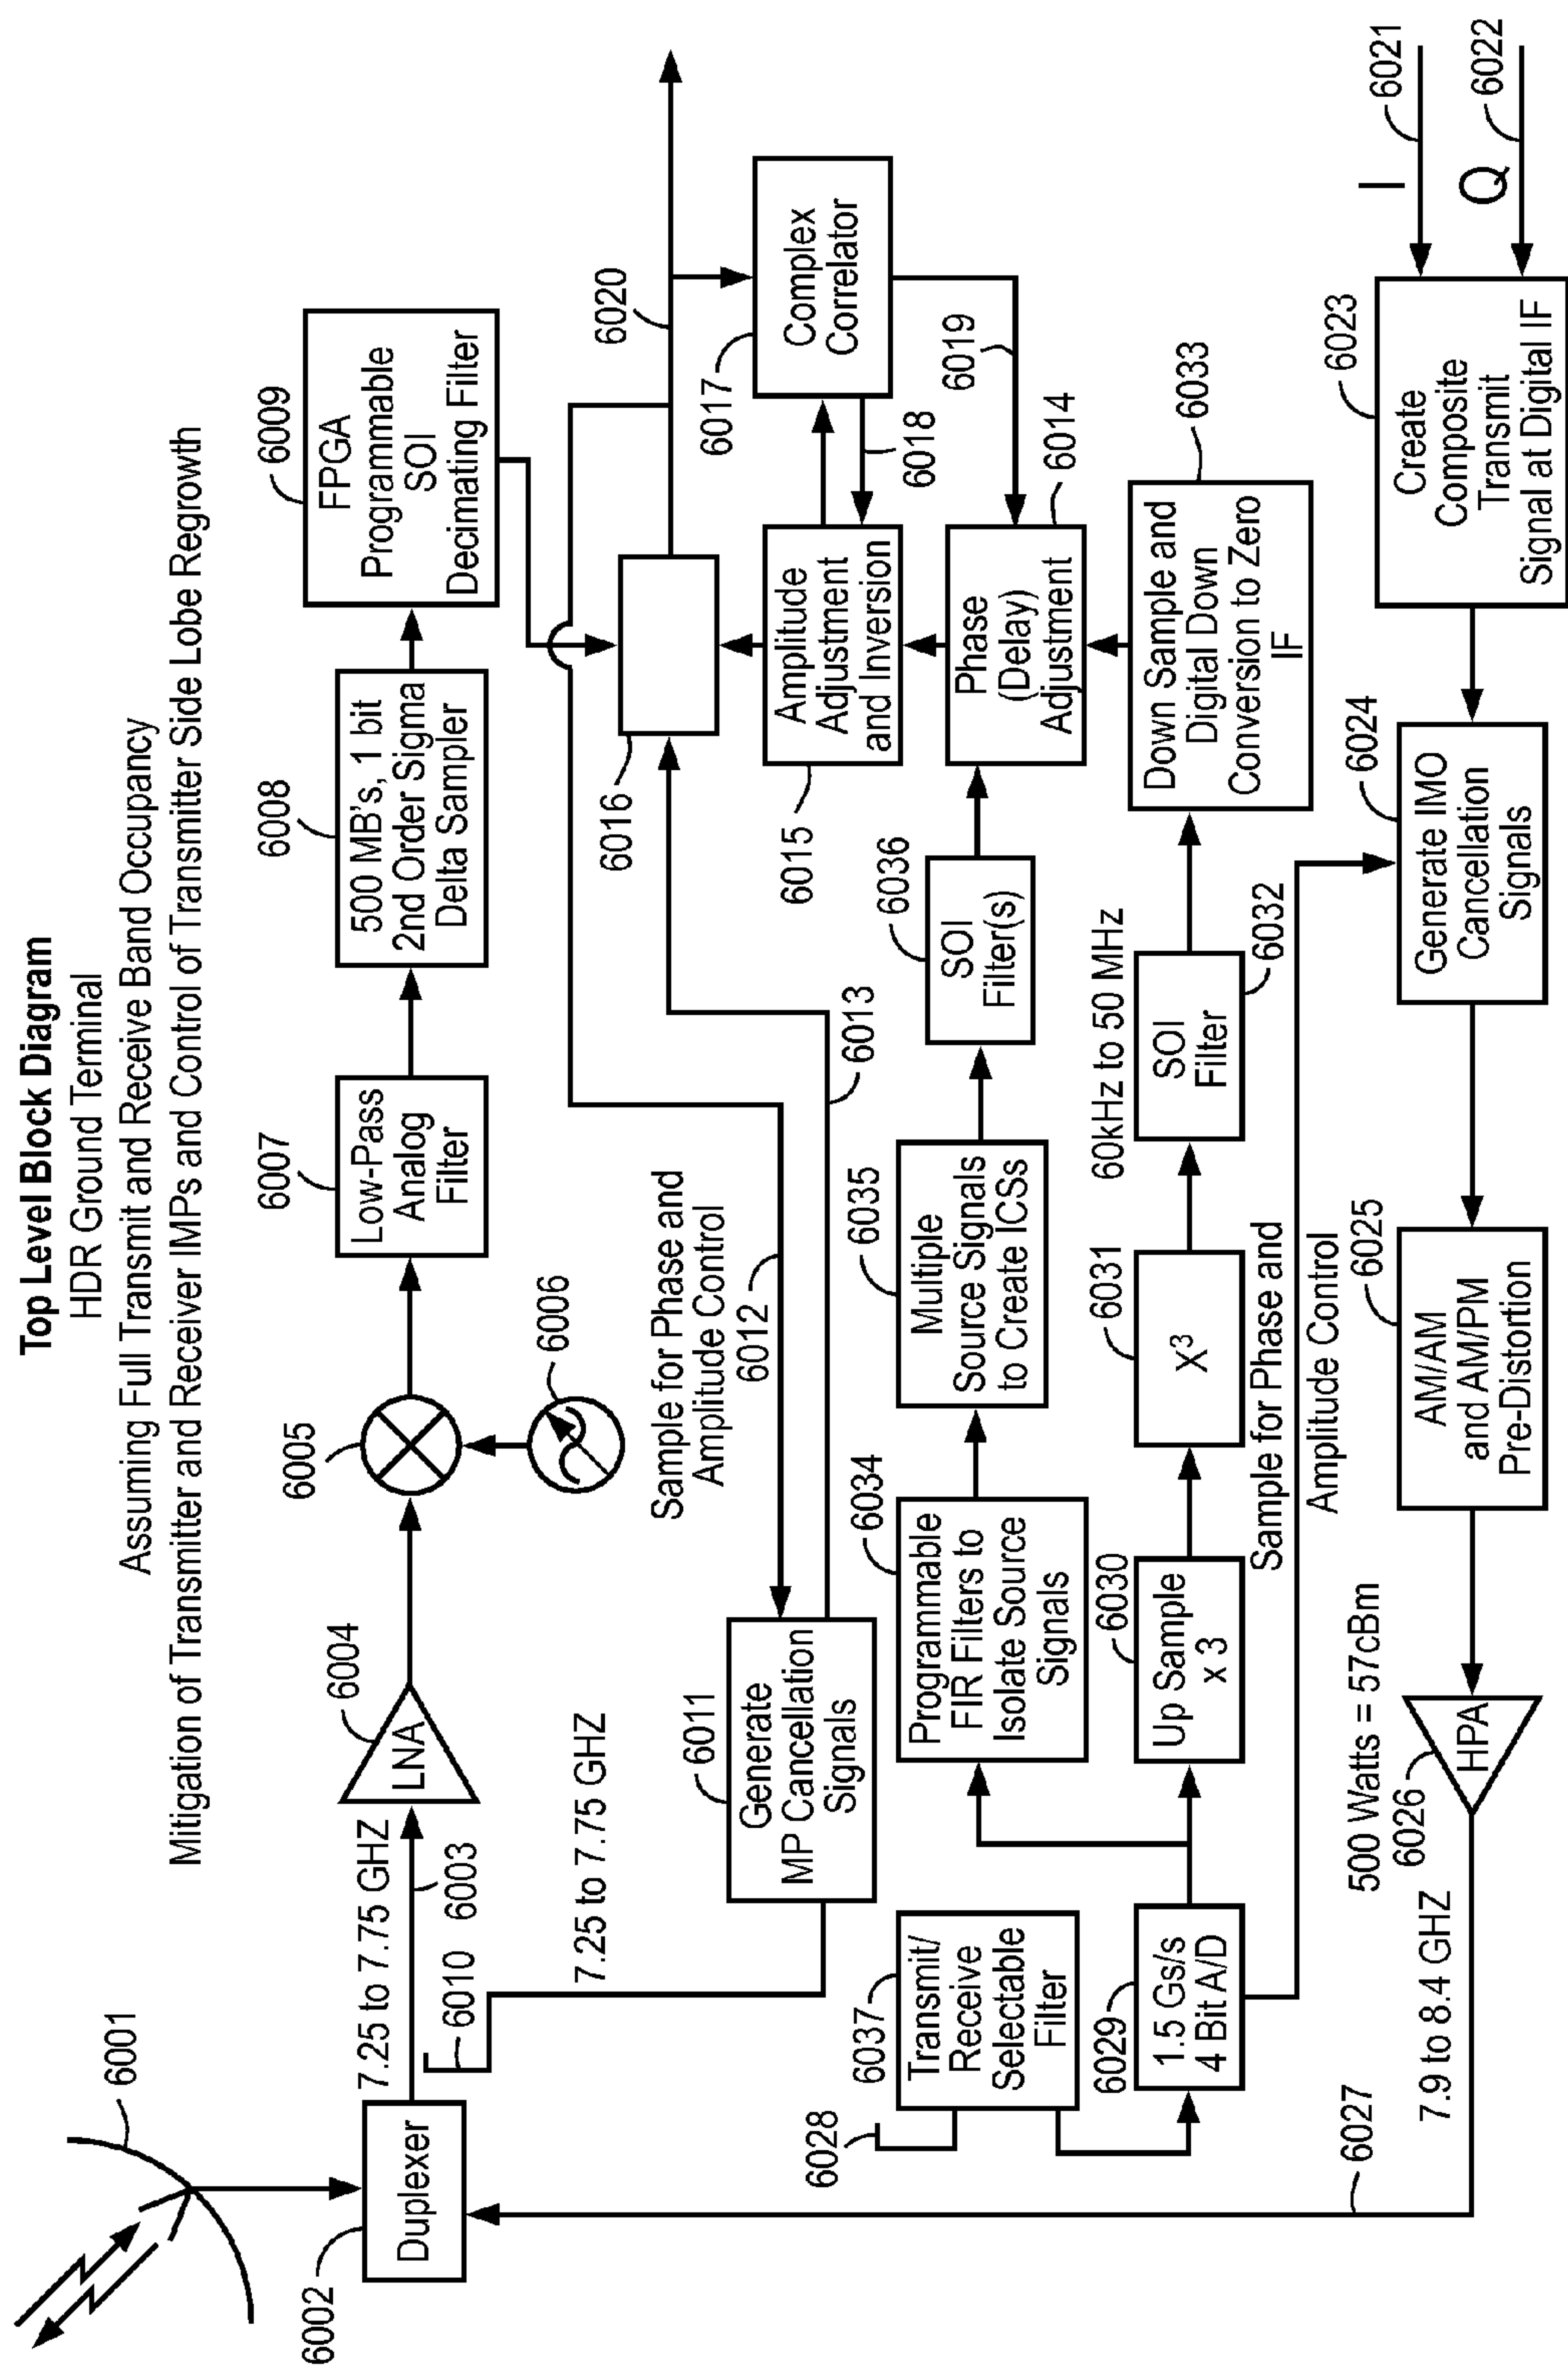 Top Level Block Diagram
HDR Ground Terminal
Assuming Full Transmit and Receive Band Occupancy
Mitigation of Transmitter and Receiver IMPs and Control of Transmitter Side Lobe Regrowth
6001
6002
Duplexer
7.25 to 7.75 GHZ
6003
6010
6004
LNA
6005
6006
6007
Low-Pass
Analog
Filter
6008
500 MB's, 1 bit
2nd Order Sigma
Delta Sampler
6009
FPGA
Programmable
SOI
Decimating Filter
7.25 to 7.75 GHZ
6011
Generate
MP Cancellation
Signals
Sample for Phase and
Amplitude Control
6012
6013
6016
6020
6015
Amplitude
Adjustment
and Inversion
6017
Complex
Correlator
6018
6019
6014
Phase
(Delay)
Adjustment
6028
6037
Transmit/
Receive
Selectable
Filter
6034
Programmable
FIR Filters to
Isolate Source
Signals
6035
Multiple
Source Signals
to Create ICSs
6036
SOI
Filter(s)
6029
1.5 Gs/s
4 Bit A/D
6030
Up Sample
x 3
6031
X³
60kHz to 50 MHz
SOI
Filter
6032
6033
Down Sample and
Digital Down
Conversion to Zero
IF
Sample for Phase and
Amplitude Control
6027
7.9 to 8.4 GHZ
500 Watts = 57cBm
6026
HPA
6025
AM/AM
and AM/PM
Pre-Distortion
6024
Generate IMO
Cancellation
Signals
6023
Create
Composite
Transmit
Signal at Digital IF
I
6021
Q
6022